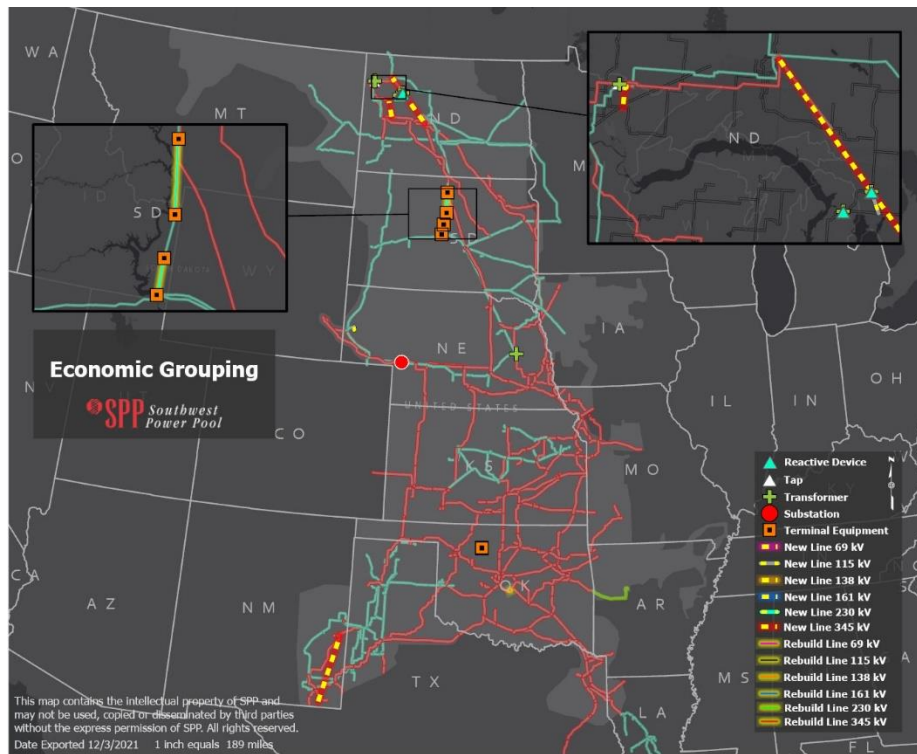 WA
MT
ND
O
SD
WY
ND
M
SD
Economic Grouping
SPP Southwest
Power Pool
NE
IA
UNITED STATES
NV
UT
CO
IL
IN
OH
KS
MO
CA
AZ
NM
OK
AR
TX
MS
LA
AL
GA
FL
N
Reactive Device
Tap
Transformer
Substation
Terminal Equipment
New Line 69 kV
New Line 115 kV
New Line 138 kV
New Line 161 kV
New Line 230 kV
New Line 345 kV
Rebuild Line 69 kV
Rebuild Line 115 kV
Rebuild Line 138 kV
Rebuild Line 161 kV
Rebuild Line 230 kV
Rebuild Line 345 kV
This map contains the intellectual property of SPP and
may not be used, copied or disseminated by third parties
without the express permission of SPP. All rights reserved.
Date Exported 12/3/2021 1 inch equals 189 miles